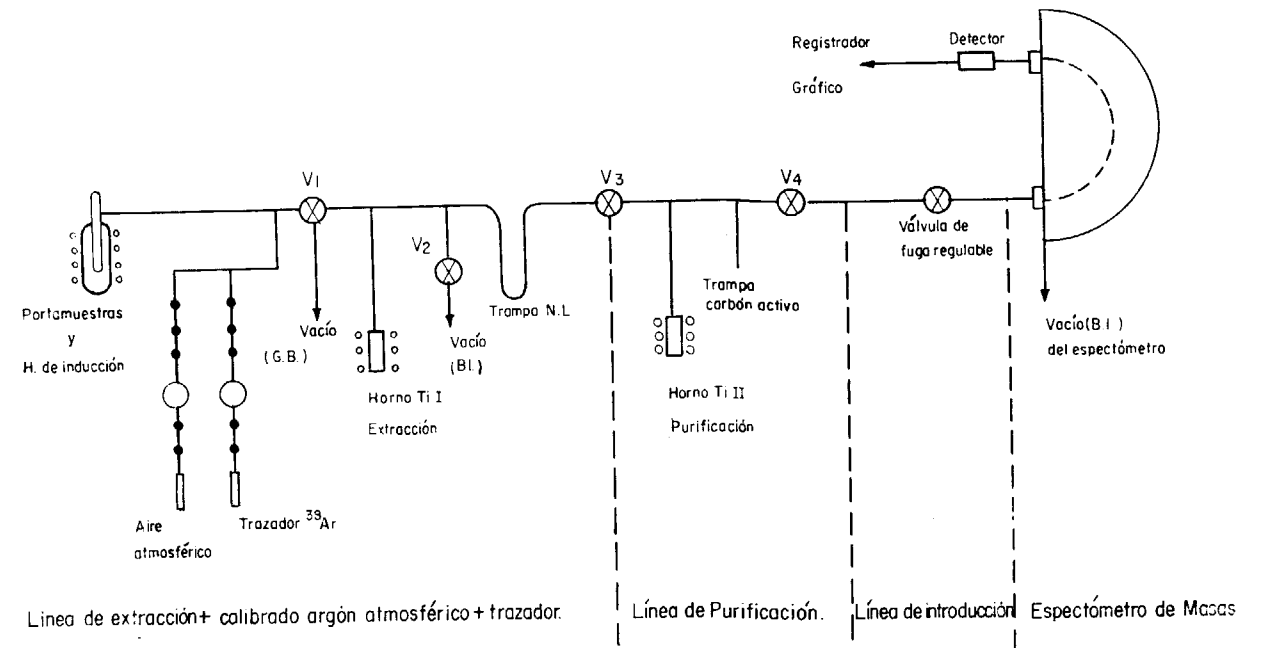 Registrador
Gráfico
Detector
V1
V2
V3
V4
Válvula de
fuga regulable
Portamuestras
y
H. de inducción
Vacío
(G.B.)
Vacío
(BI.)
Trampa N.L
Trampa
carbón activo
Vacío (B.I.)
del espectómetro
Horno Ti I
Extracción
Horno Ti II
Purificación
Aire
atmosférico
Trazador ³⁹Ar
Linea de extracción + calibrado argón atmosférico + trazador.
Línea de Purificación.
Línea de introducción
Espectómetro de Masas